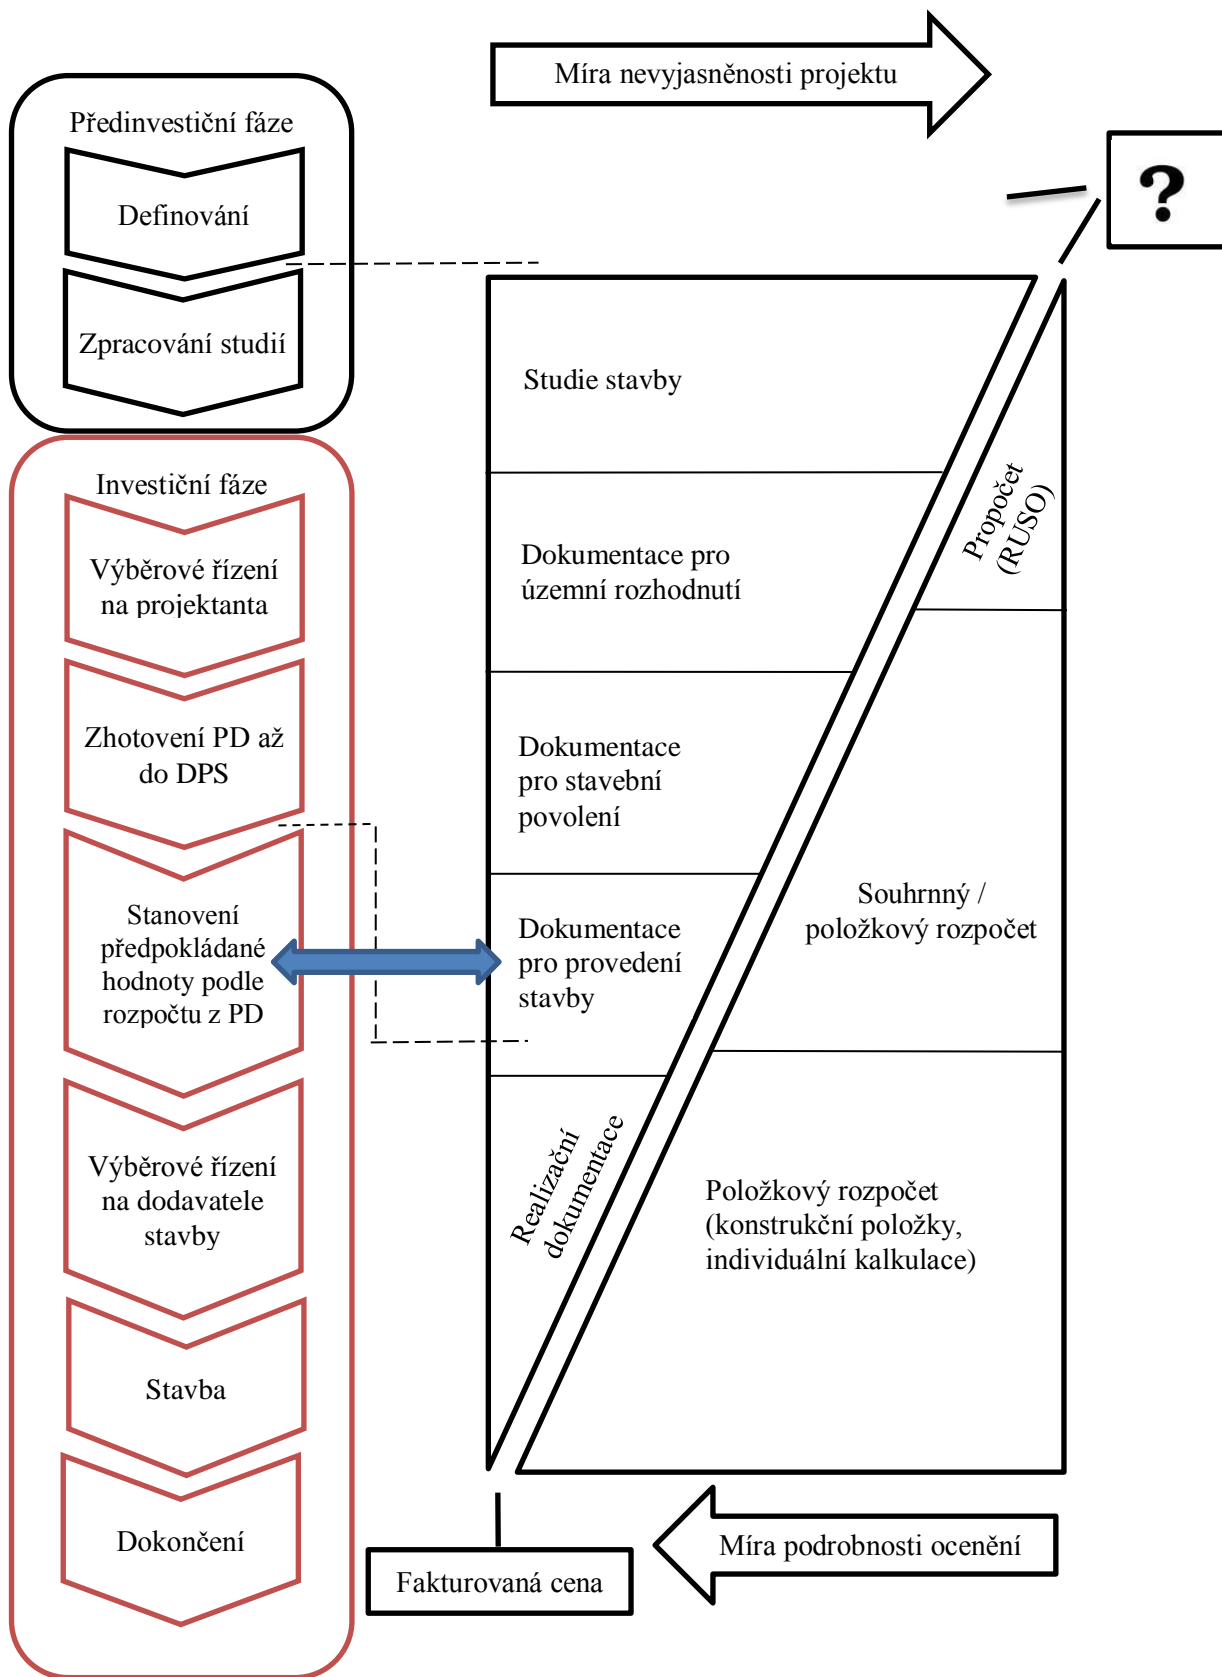 Míra nevyjasněnosti projektu
?
Předinvestiční fáze
Definování
Zpracování studií
Investiční fáze
Výběrové řízení
na projektanta
Zhotovení PD až
do DPS
Stanovení
předpokládané
hodnoty podle
rozpočtu z PD
Výběrové řízení
na dodavatele
stavby
Stavba
Dokončení
Studie stavby
Dokumentace pro
územní rozhodnutí
Dokumentace
pro stavební
povolení
Dokumentace
pro provedení
stavby
Realizační
dokumentace
Propočet
(RUSO)
Souhrnný /
položkový rozpočet
Položkový rozpočet
(konstrukční položky,
individuální kalkulace)
Míra podrobnosti ocenění
Fakturovaná cena